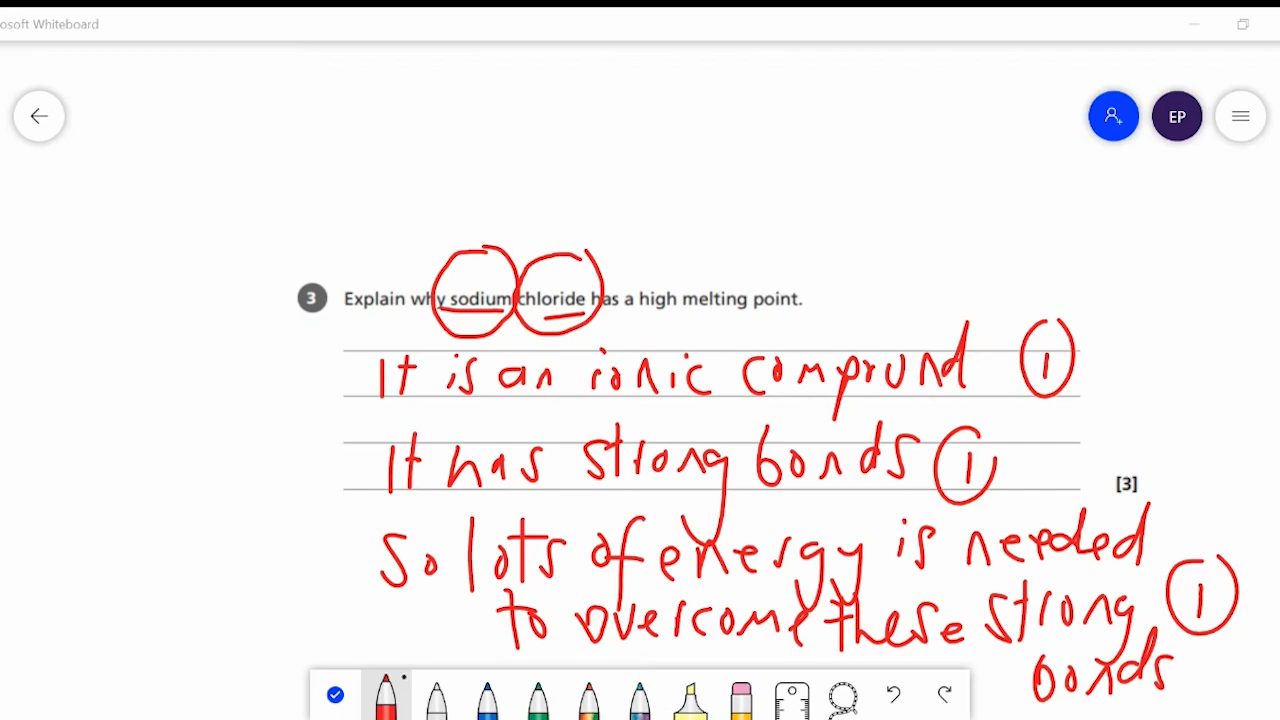 osoft Whiteboard
EP
3 Explain why sodium chloride has a high melting point.
It is an ionic compound 1
It has strong bonds 1
[3]
So lots of energy is needed
to overcome these strong 1
bonds